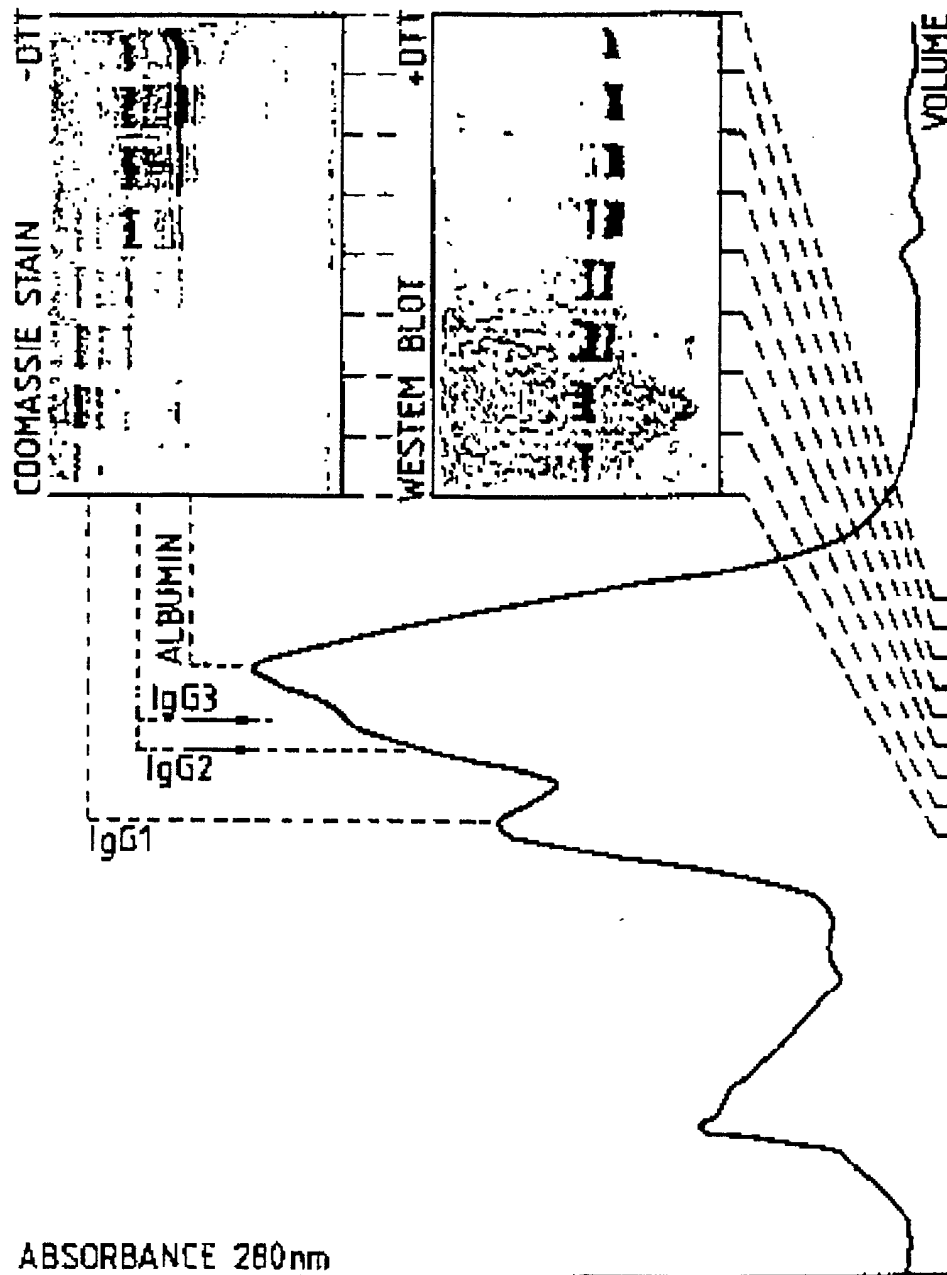 COOMASSIE STAIN
-DTT
WESTEM BLOT
+DTT
VOLUME
ALBUMIN
IgG3
IgG2
IgG1
ABSORBANCE 280nm